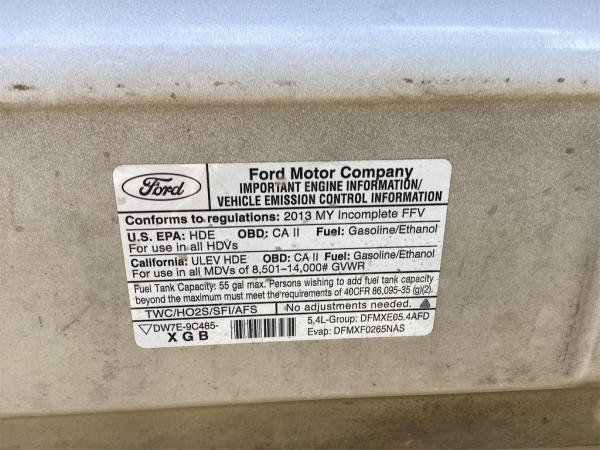 Ford
Ford Motor Company
IMPORTANT ENGINE INFORMATION/
VEHICLE EMISSION CONTROL INFORMATION
Conforms to regulations: 2013 MY Incomplete FFV
U.S. EPA: HDE OBD: CA II Fuel: Gasoline/Ethanol
For use in all HDVs
California: ULEV HDE OBD: CA II Fuel: Gasoline/Ethanol
For use in all MDVs of 8,501-14,000# GVWR
Fuel Tank Capacity: 55 gal max. Persons wishing to add fuel tank capacity
beyond the maximum must meet the requirements of 40CFR 86,095-35 (g)(2).
TWC/HO2S/SFI/AFS No adjustments needed.
DW7E-9C485-
X G B
5,4L-Group: DFMXE05.4AFD
Evap: DFMXF0265NAS